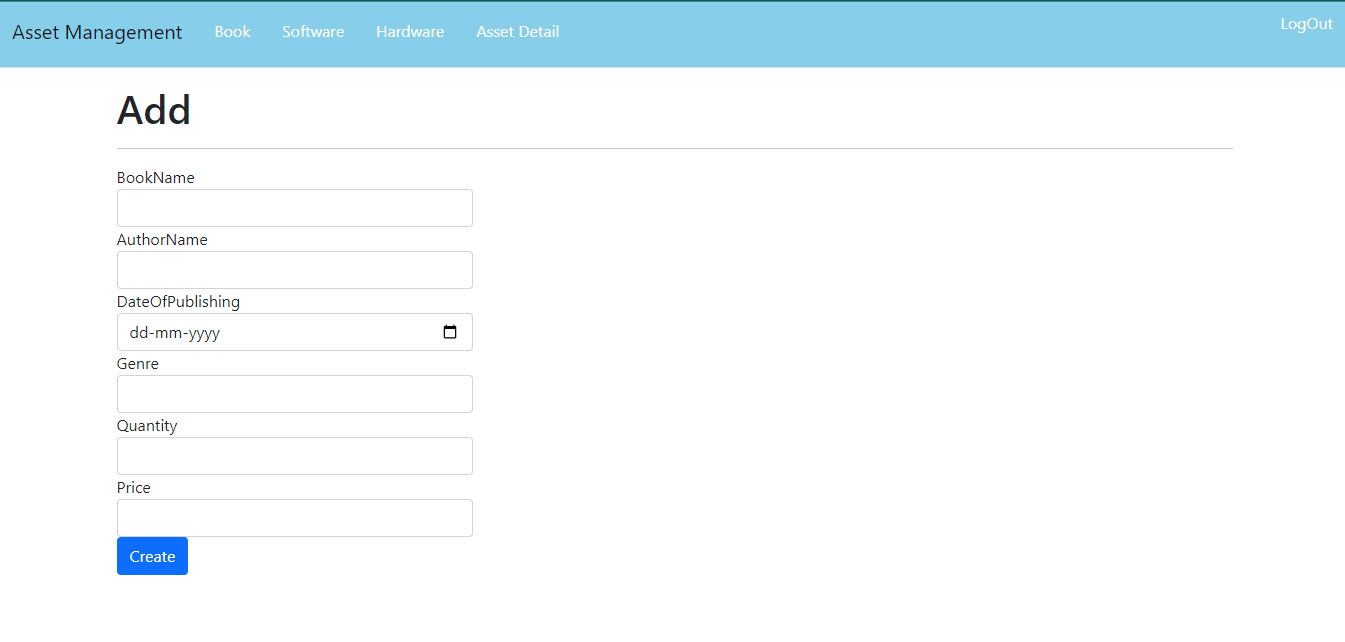 Asset Management Book Software Hardware Asset Detail LogOut
Add
BookName
AuthorName
DateOfPublishing
dd-mm-yyyy
Genre
Quantity
Price
Create